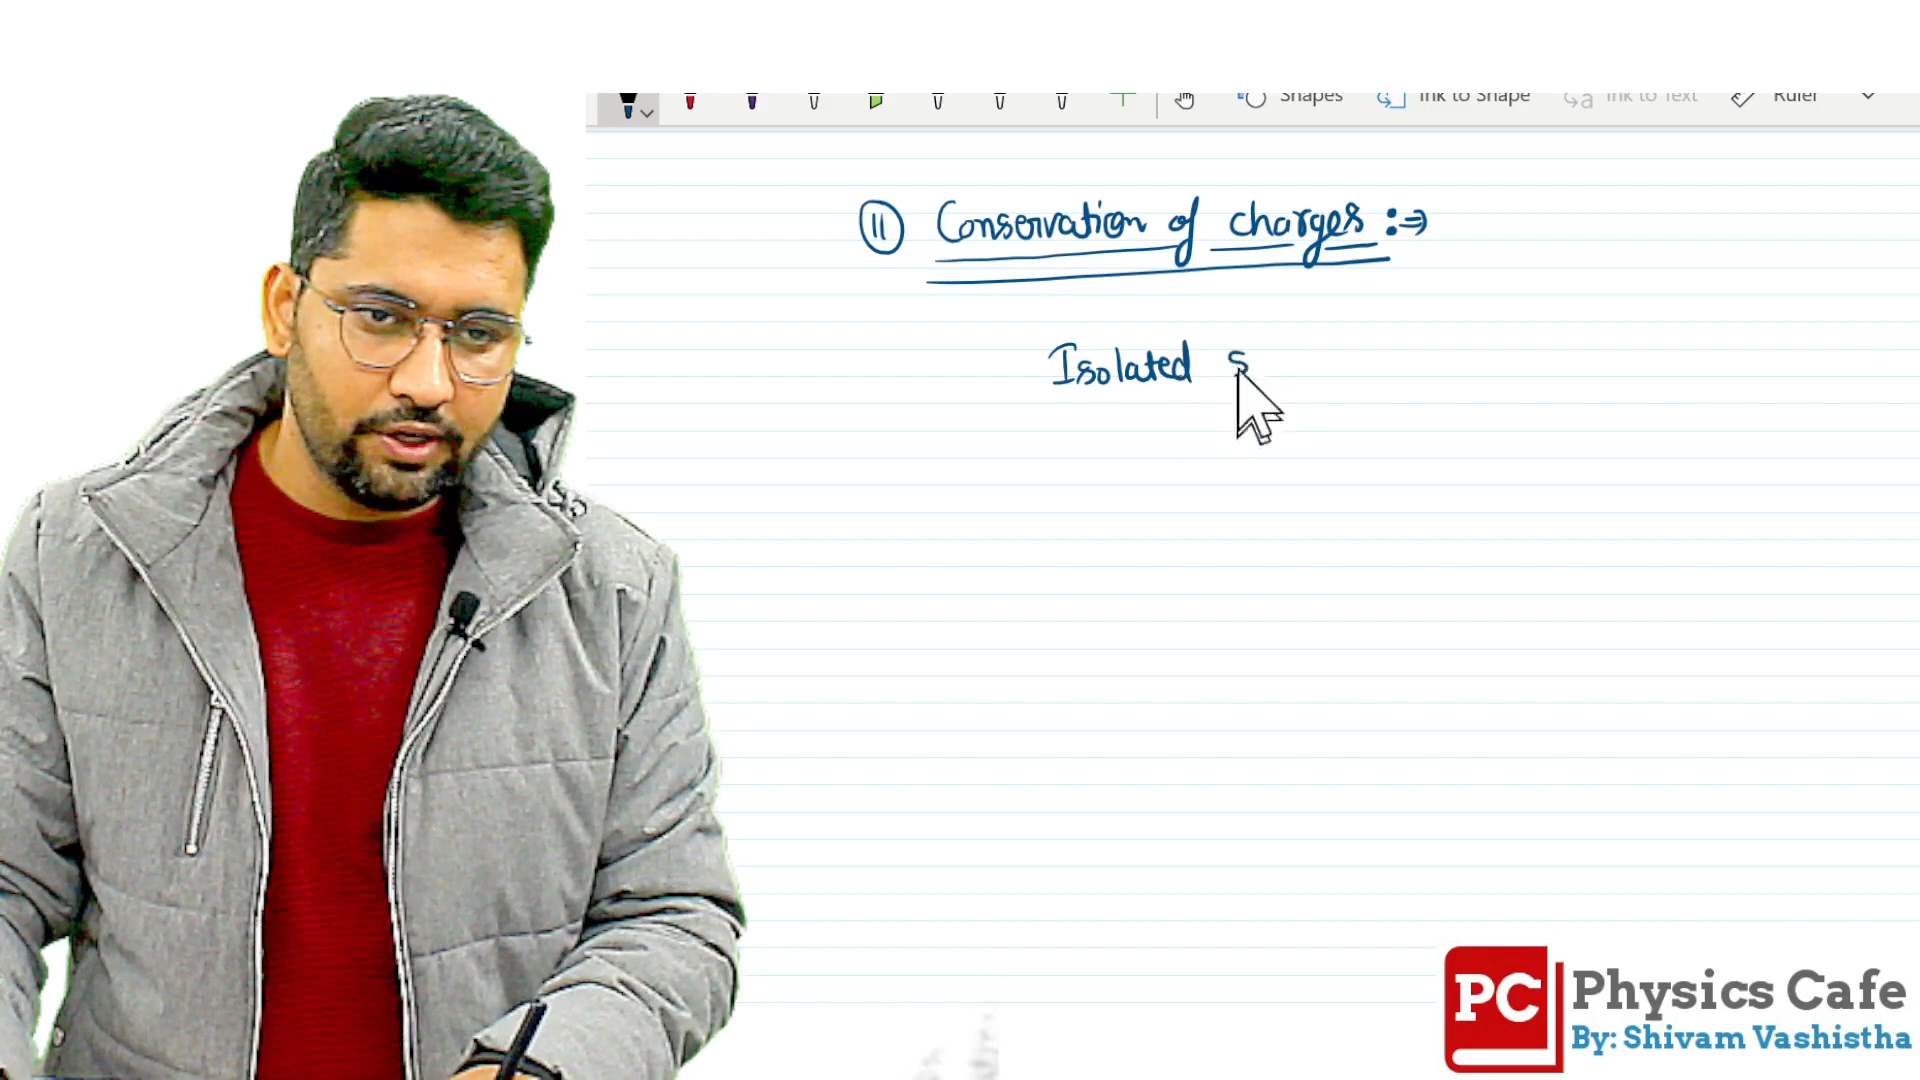 Shapes Ink to Shape Ink to Text Ruler
11 Conservation of charges :⇒
Isolated s
PC Physics Cafe
By: Shivam Vashistha